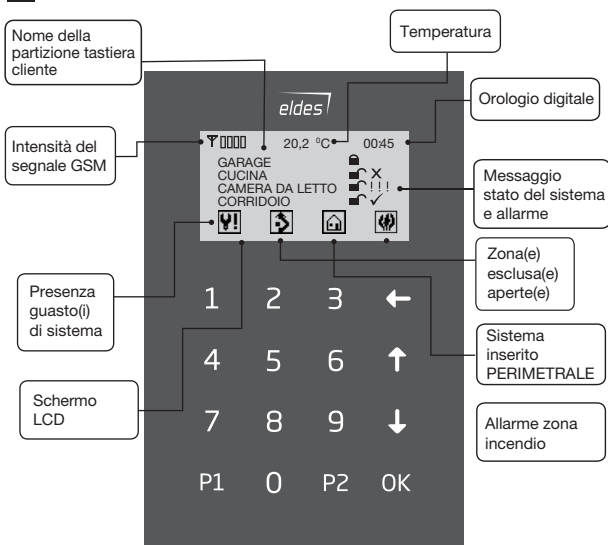 Nome della
partizione tastiera
cliente
Temperatura
Orologio digitale
Intensità del
segnale GSM
eldes
20,2 °C 00:45
GARAGE
CUCINA X
CAMERA DA LETTO !!!
CORRIDOIO ✓
Messaggio
stato del sistema
e allarme
Zona(e)
esclusa(e)
aperte(e)
Presenza
guasto(i)
di sistema
Sistema
inserito
PERIMETRALE
Schermo
LCD
Allarme zona
incendio
1 2 3 ←
4 5 6 ↑
7 8 9 ↓
P1 0 P2 OK